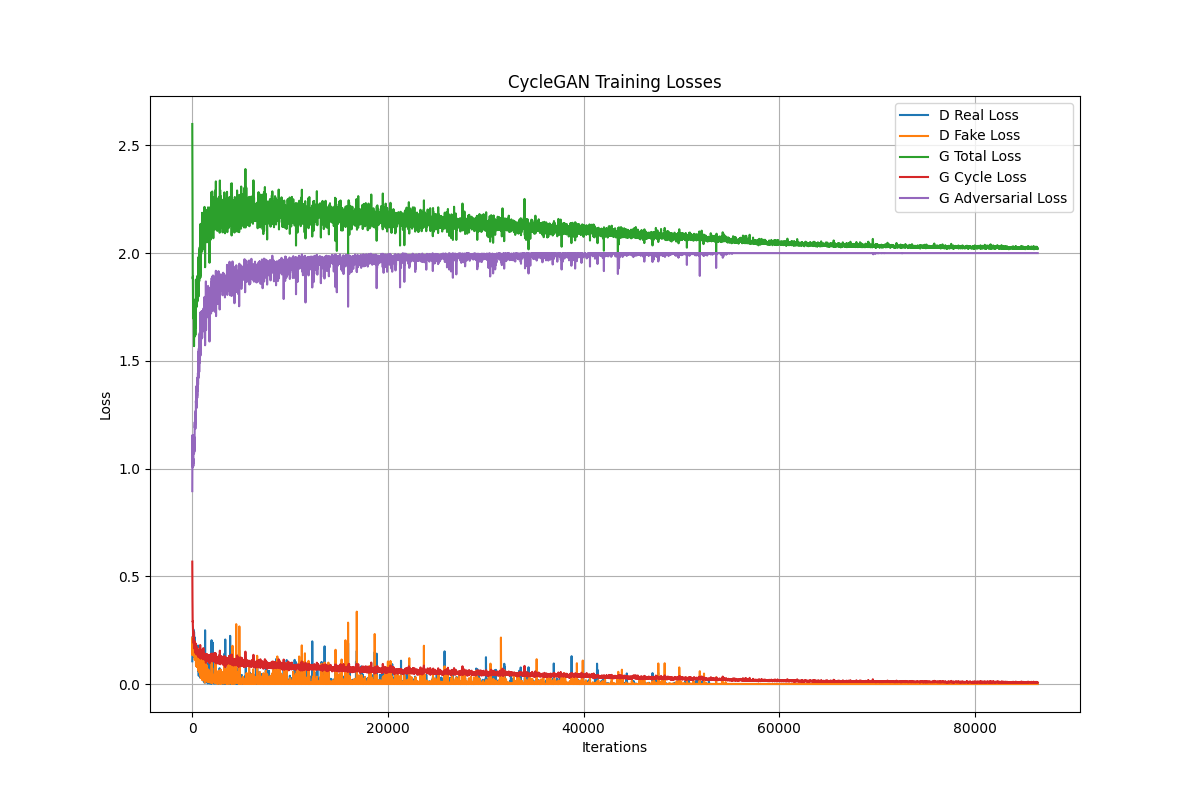 CycleGAN Training Losses
D Real Loss
D Fake Loss
G Total Loss
G Cycle Loss
G Adversarial Loss
2.5
2.0
1.5
1.0
0.5
0.0
Loss
0 20000 40000 60000 80000
Iterations